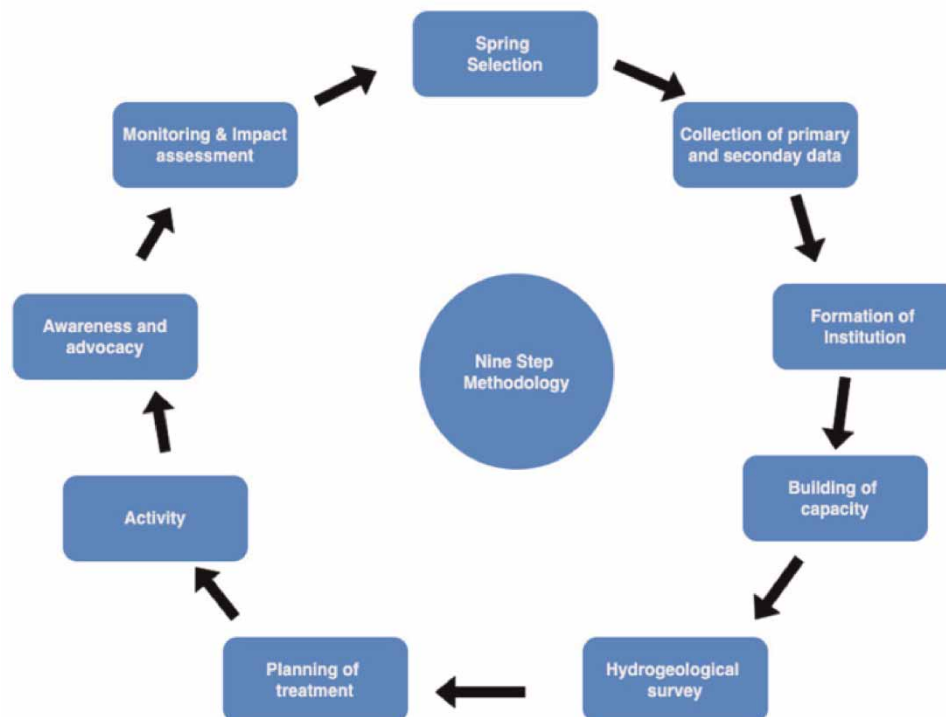 Spring
Selection
Collection of primary
and seconday data
Formation of
Institution
Building of
capacity
Hydrogeological
survey
Planning of
treatment
Activity
Awareness and
advocacy
Monitoring & Impact
assessment
Nine Step
Methodology